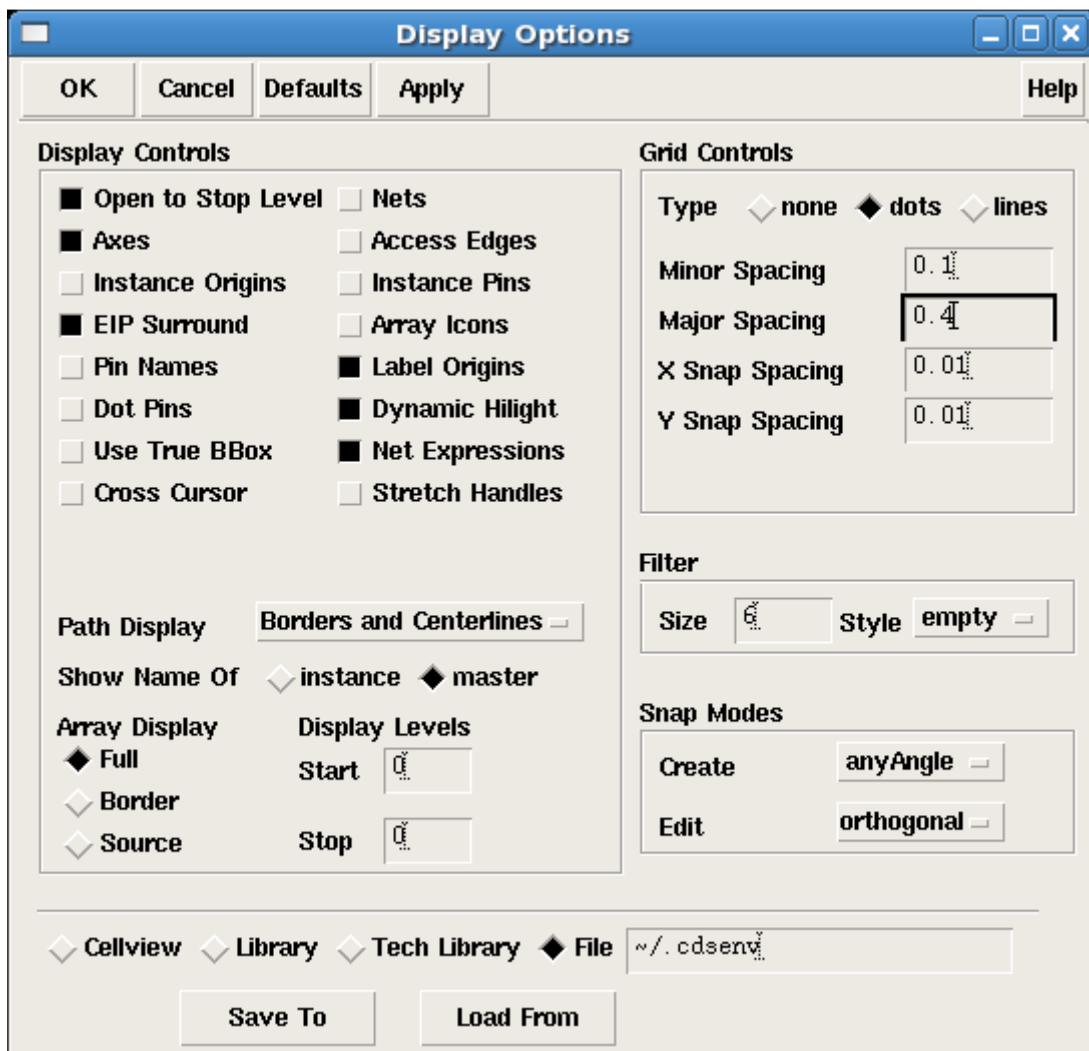 Display Options
OK Cancel Defaults Apply Help
Display Controls
Open to Stop Level Nets
Axes Access Edges
Instance Origins Instance Pins
EIP Surround Array Icons
Pin Names Label Origins
Dot Pins Dynamic Hilight
Use True BBox Net Expressions
Cross Cursor Stretch Handles
Path Display Borders and Centerlines
Show Name Of instance master
Array Display Display Levels
Full Start 0
Border
Source Stop 0
Grid Controls
Type none dots lines
Minor Spacing 0.1
Major Spacing 0.4
X Snap Spacing 0.01
Y Snap Spacing 0.01
Filter
Size 6 Style empty
Snap Modes
Create anyAngle
Edit orthogonal
Cellview Library Tech Library File ~/.cdsenv
Save To Load From